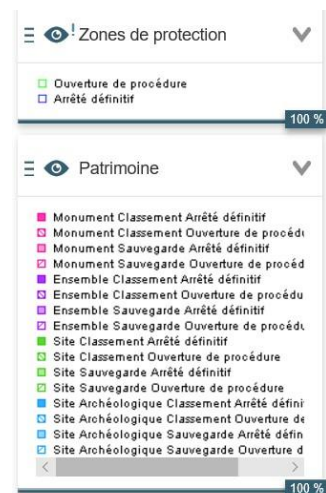 Zones de protection
Ouverture de procédure
Arrêté définitif
100 %
Patrimoine
Monument Classement Arrêté définitif
Monument Classement Ouverture de procédu
Monument Sauvegarde Arrêté définitif
Monument Sauvegarde Ouverture de procéd
Ensemble Classement Arrêté définitif
Ensemble Classement Ouverture de procédu
Ensemble Sauvegarde Arrêté définitif
Ensemble Sauvegarde Ouverture de procédu
Site Classement Arrêté définitif
Site Classement Ouverture de procédure
Site Sauvegarde Arrêté définitif
Site Sauvegarde Ouverture de procédure
Site Archéologique Classement Arrêté défini
Site Archéologique Classement Ouverture de
Site Archéologique Sauvegarde Arrêté défin
Site Archéologique Sauvegarde Ouverture d
100 %